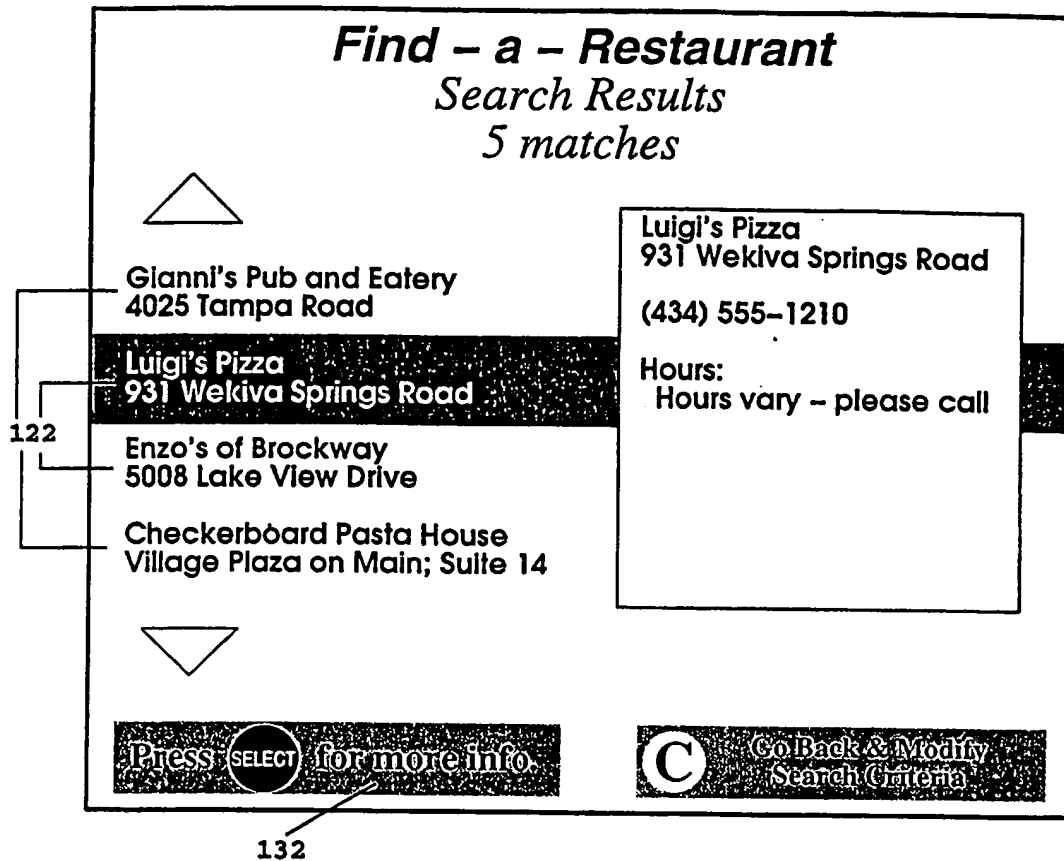 Find – a – Restaurant
Search Results
5 matches
Gianni's Pub and Eatery
4025 Tampa Road
Luigi's Pizza
931 Wekiva Springs Road
Enzo's of Brockway
5008 Lake View Drive
Checkerboard Pasta House
Village Plaza on Main; Suite 14
Luigi's Pizza
931 Wekiva Springs Road
(434) 555–1210
Hours:
Hours vary – please call
122
Press SELECT for more info.
C Go Back & Modify
Search Criteria
132